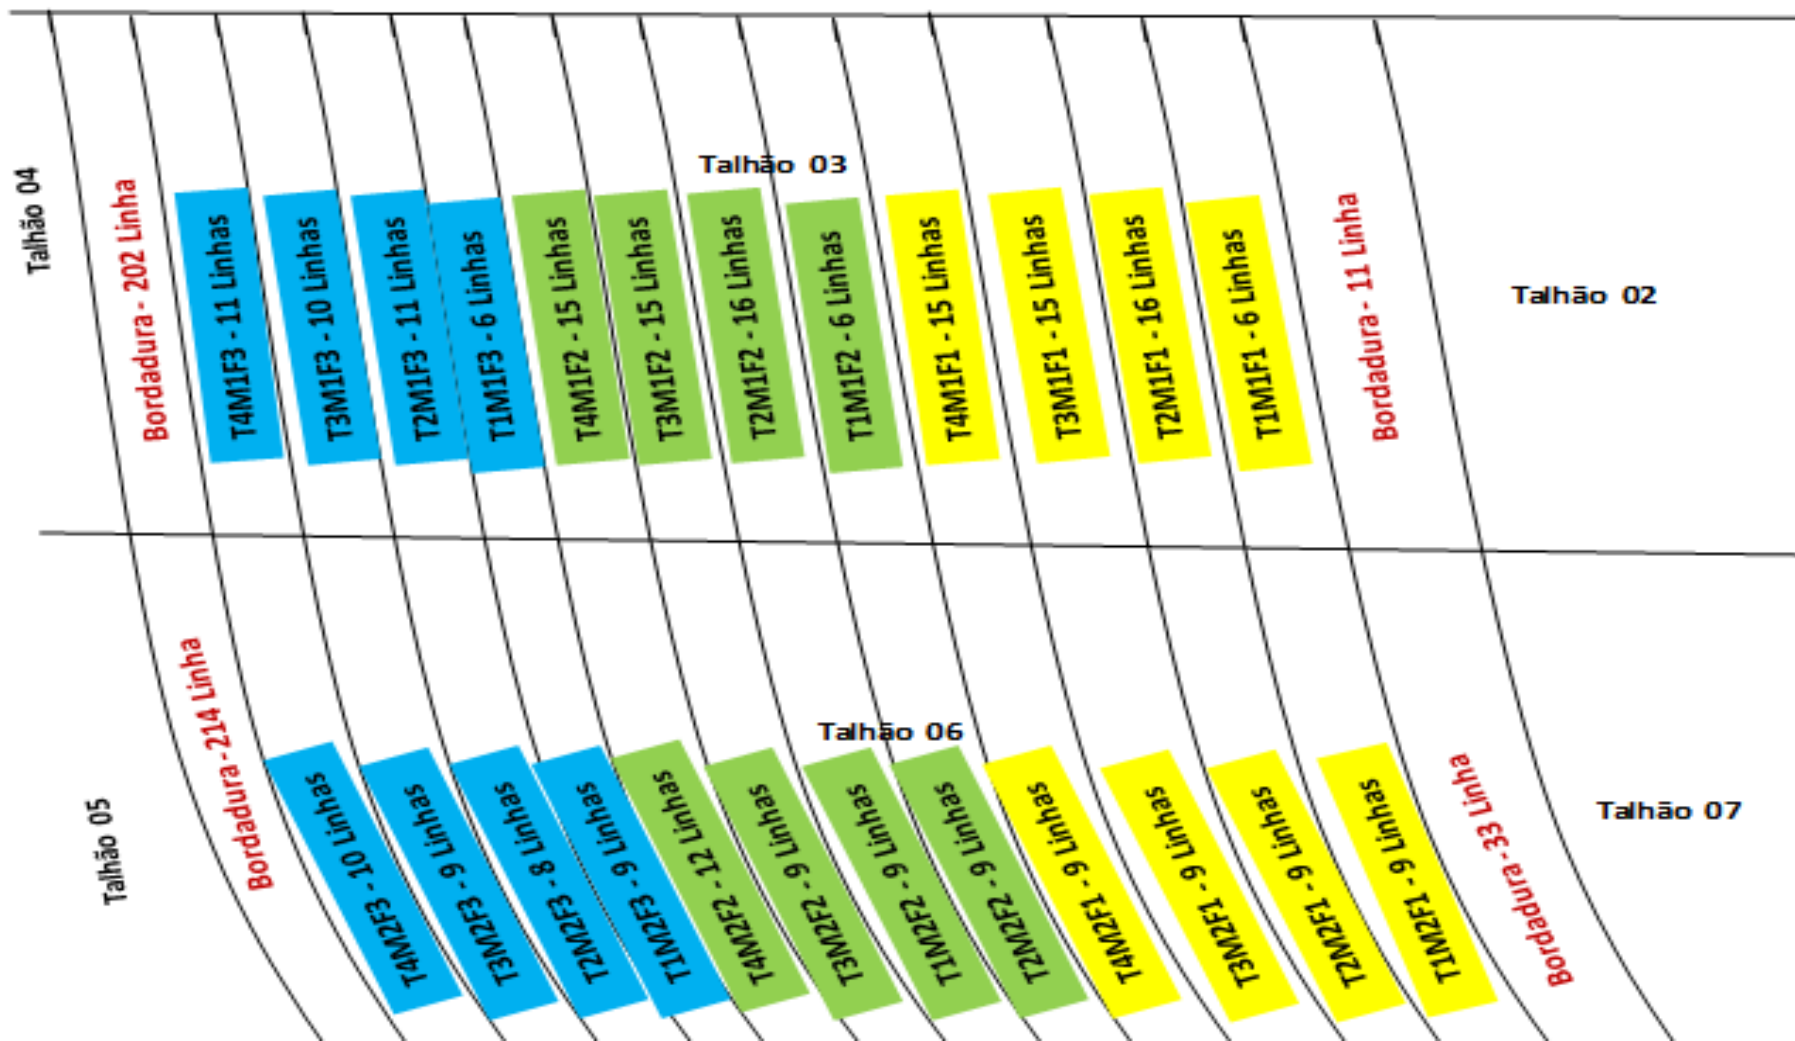 Talhão 03
Talhão 04
Bordadura - 202 Linha
T4M1F3 - 11 Linhas
T3M1F3 - 10 Linhas
T2M1F3 - 11 Linhas
T1M1F3 - 6 Linhas
T4M1F2 - 15 Linhas
T3M1F2 - 15 Linhas
T2M1F2 - 16 Linhas
T1M1F2 - 6 Linhas
T4M1F1 - 15 Linhas
T3M1F1 - 15 Linhas
T2M1F1 - 16 Linhas
T1M1F1 - 6 Linhas
Bordadura - 11 Linha
Talhão 02
Talhão 06
Talhão 05
Bordadura - 214 Linha
T4M2F3 - 10 Linhas
T3M2F3 - 9 Linhas
T2M2F3 - 8 Linhas
T1M2F3 - 9 Linhas
T4M2F2 - 12 Linhas
T3M2F2 - 9 Linhas
T1M2F2 - 9 Linhas
T2M2F2 - 9 Linhas
T4M2F1 - 9 Linhas
T3M2F1 - 9 Linhas
T2M2F1 - 9 Linhas
T1M2F1 - 9 Linhas
Bordadura - 33 Linha
Talhão 07